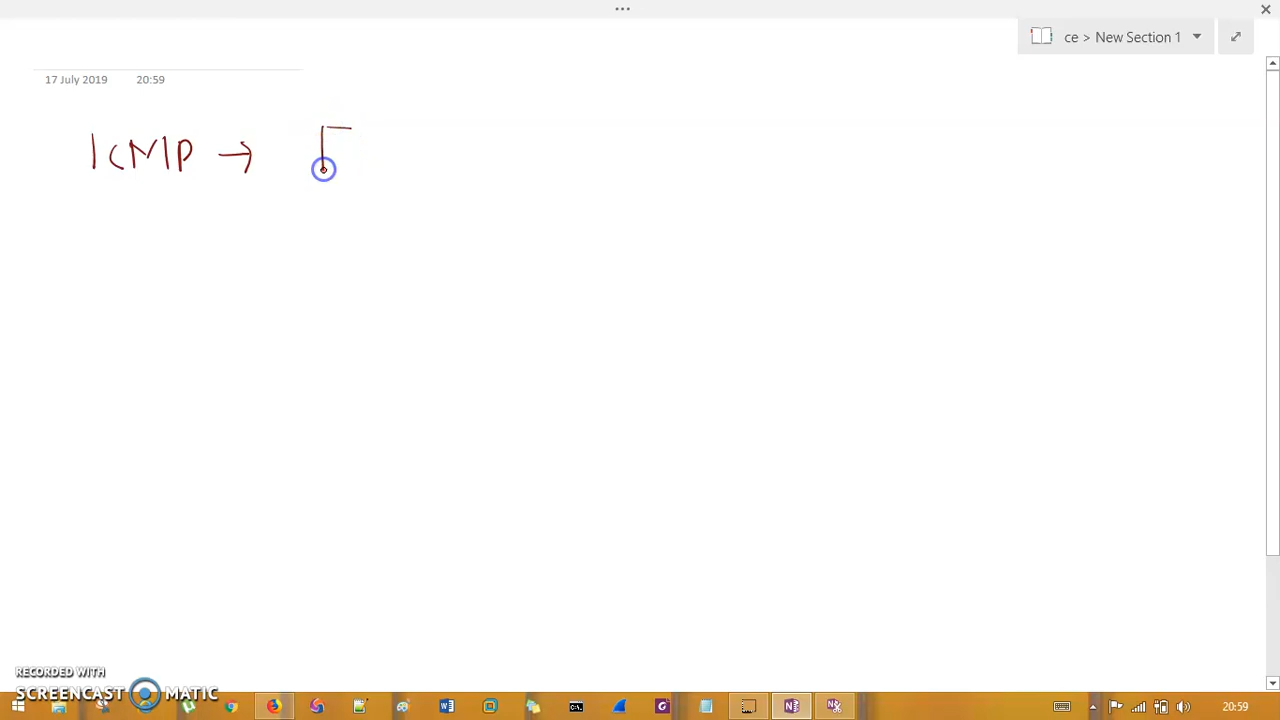 ce > New Section 1
17 July 2019 20:59
ICMP →
RECORDED WITH
SCREENCAST MATIC
20:59